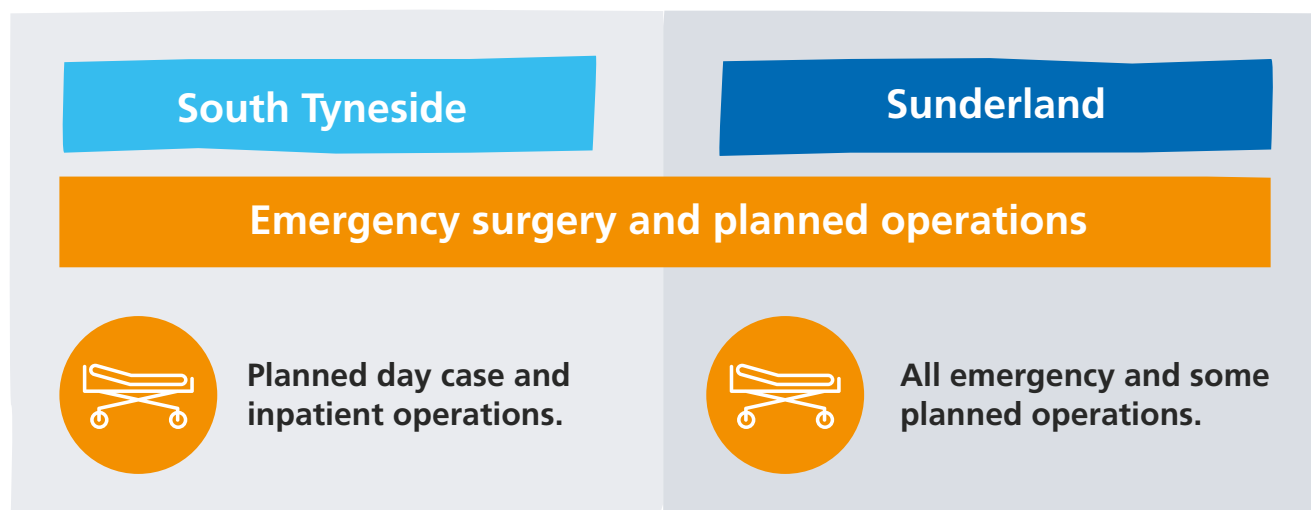 South Tyneside
Sunderland
Emergency surgery and planned operations
Planned day case and
inpatient operations.
All emergency and some
planned operations.